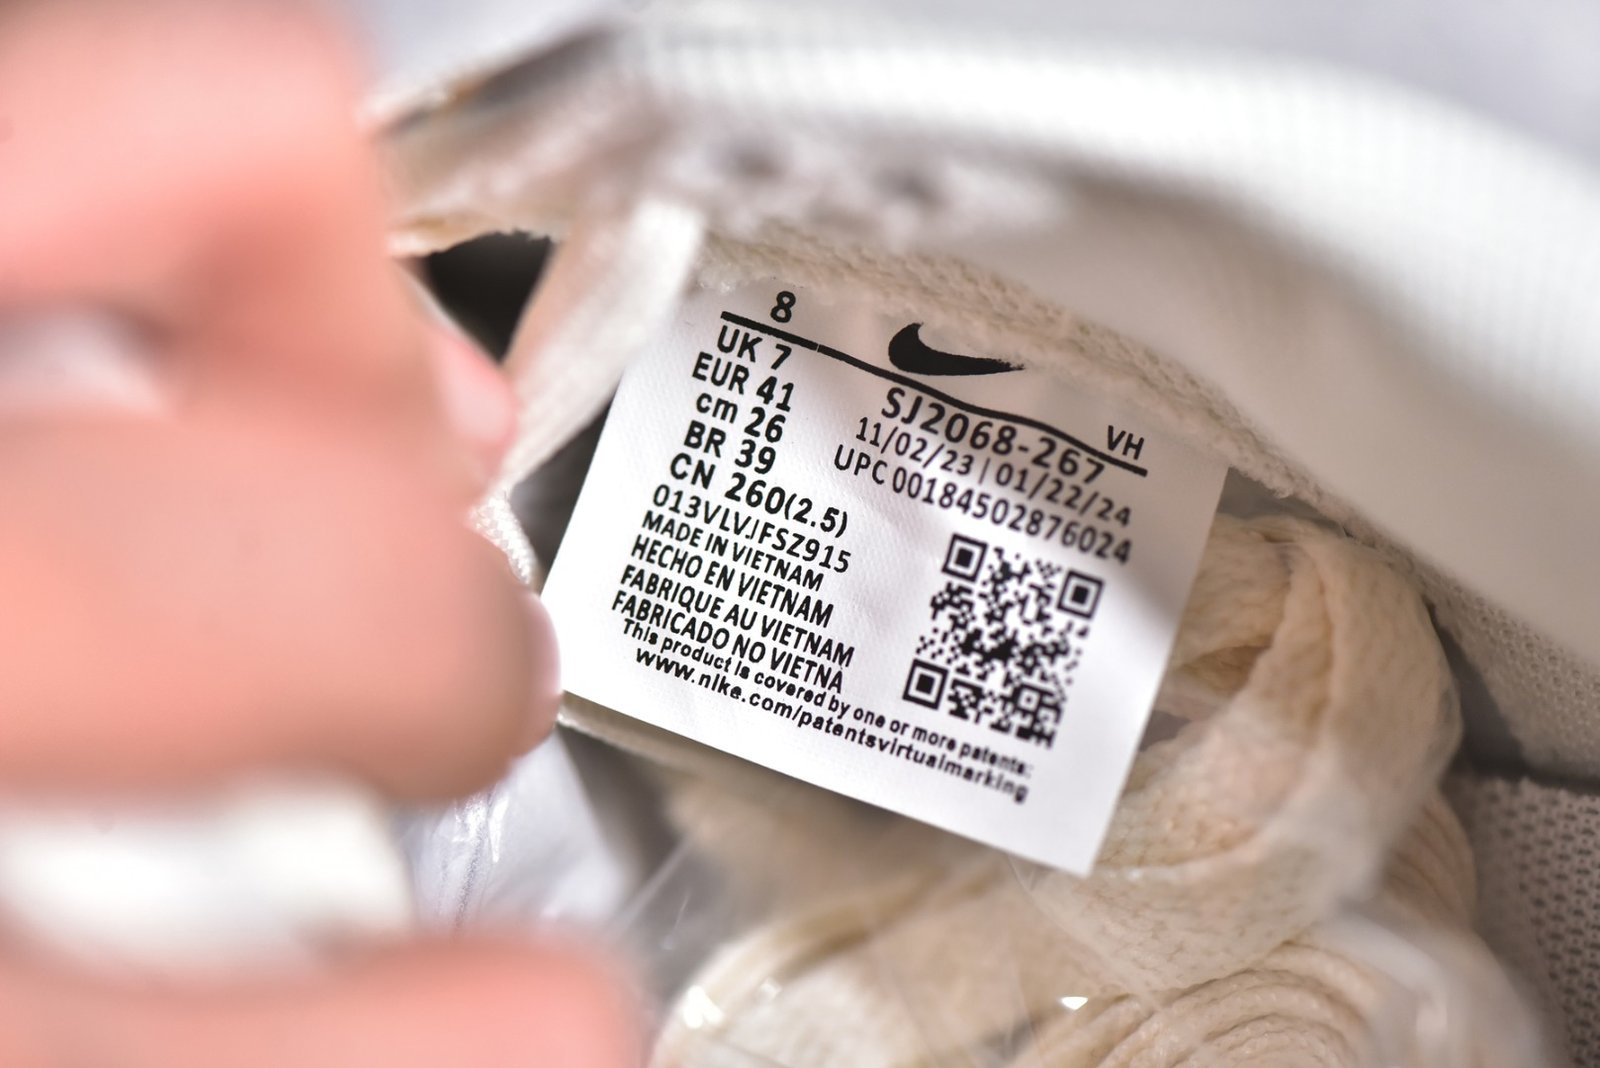 8
VH
UK 7
EUR 41
cm 26
BR 39
CN 260(2.5)
SJ2068-267
11/02/23 | 01/22/24
UPC 00184502876024
013VLVJFSZ915
MADE IN VIETNAM
HECHO EN VIETNAM
FABRIQUE AU VIETNAM
FABRICADO NO VIETNA
This product is covered by one or more patents:
www.nike.com/patentsvirtualmarking